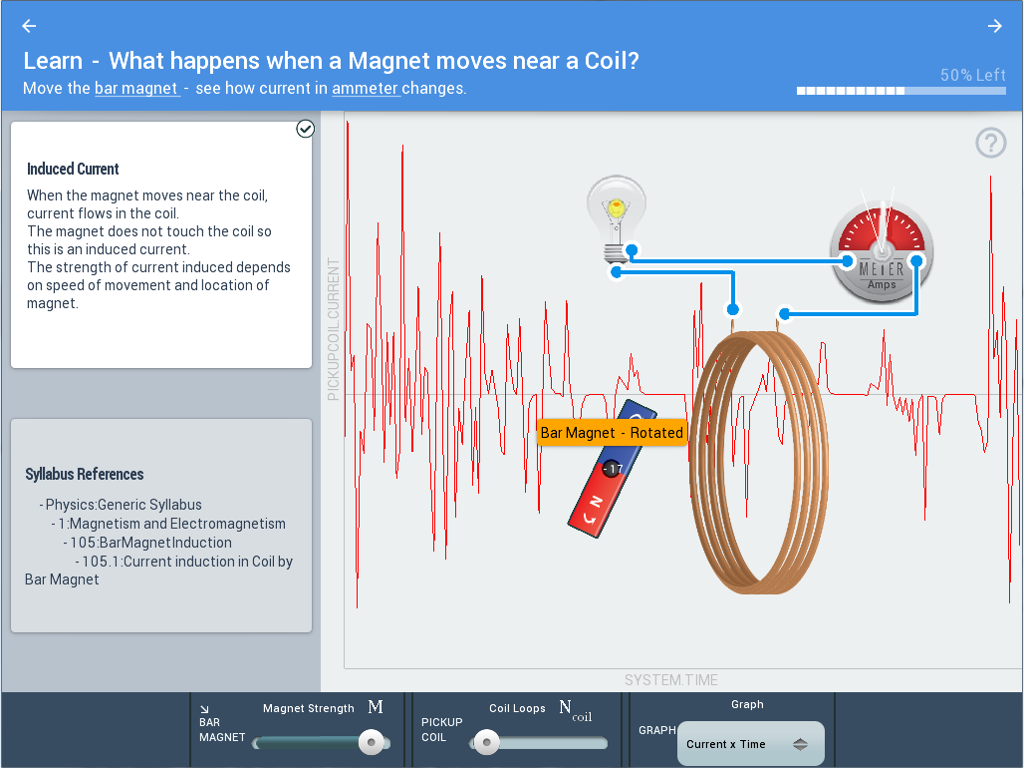 Learn - What happens when a Magnet moves near a Coil?
Move the bar magnet - see how current in ammeter changes.
50% Left
Induced Current
When the magnet moves near the coil,
current flows in the coil.
The magnet does not touch the coil so
this is an induced current.
The strength of current induced depends
on speed of movement and location of
magnet.
Syllabus References
- Physics:Generic Syllabus
- 1:Magnetism and Electromagnetism
- 105:BarMagnetInduction
- 105.1:Current induction in Coil by
Bar Magnet
PICKUPCOIL.CURRENT
?
MEIER
Amps
Bar Magnet - Rotated
-17
N
SYSTEM.TIME
BAR
MAGNET
Magnet Strength M
PICKUP
COIL
Coil Loops Ncoil
Graph
GRAPH
Current x Time